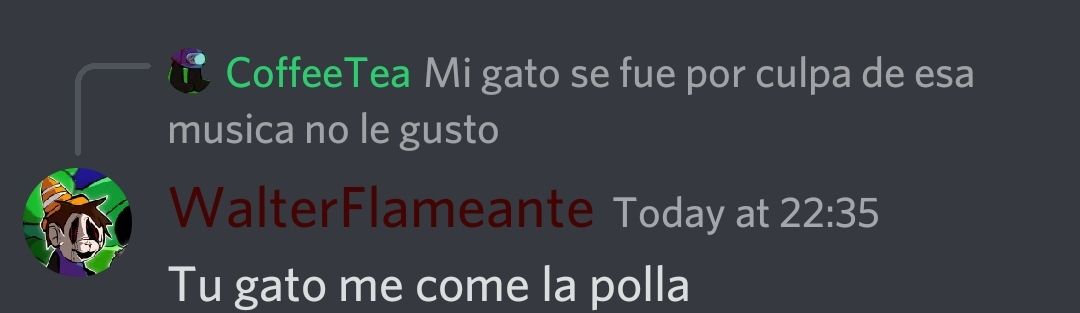 CoffeeTea Mi gato se fue por culpa de esa
musica no le gusto
WalterFlameante Today at 22:35
Tu gato me come la polla